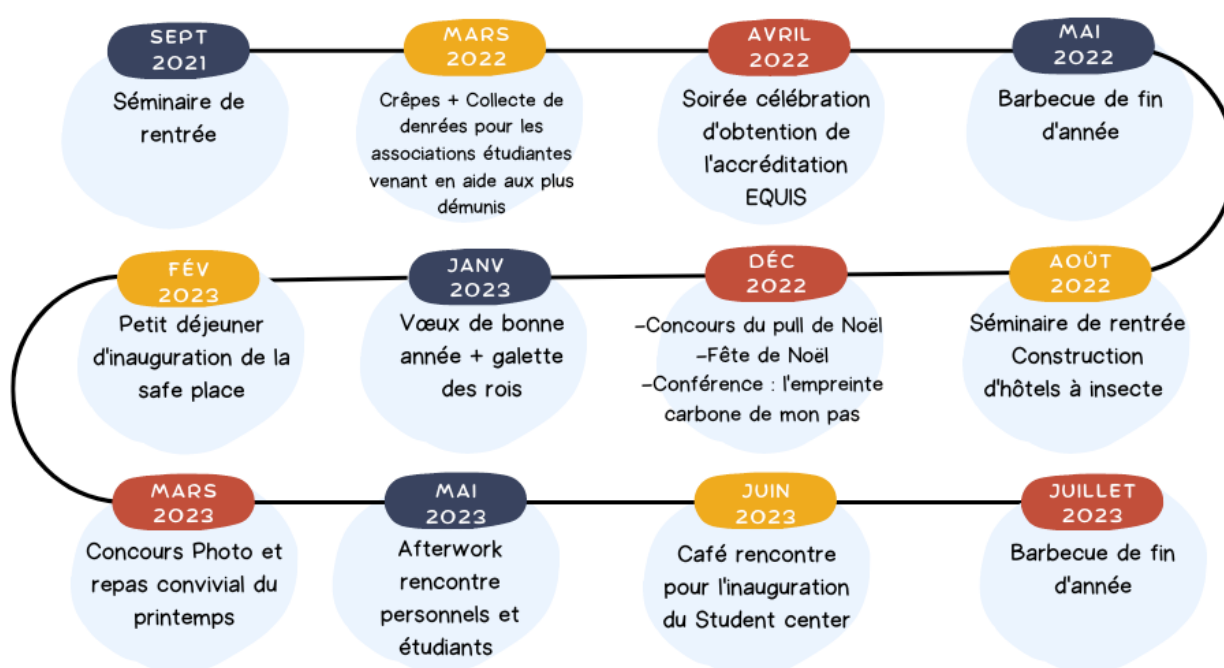 SEPT
2021
Séminaire de
rentrée
MARS
2022
Crêpes + Collecte de
denrées pour les
associations étudiantes
venant en aide aux plus
démunis
AVRIL
2022
Soirée célébration
d'obtention de
l'accréditation
EQUIS
MAI
2022
Barbecue de fin
d'année
AOÛT
2022
Séminaire de rentrée
Construction
d'hôtels à insecte
DÉC
2022
-Concours du pull de Noël
-Fête de Noël
-Conférence : l'empreinte
carbone de mon pas
JANV
2023
Vœux de bonne
année + galette
des rois
FÉV
2023
Petit déjeuner
d'inauguration de la
safe place
MARS
2023
Concours Photo et
repas convivial du
printemps
MAI
2023
Afterwork
rencontre
personnels et
étudiants
JUIN
2023
Café rencontre
pour l'inauguration
du Student center
JUILLET
2023
Barbecue de fin
d'année